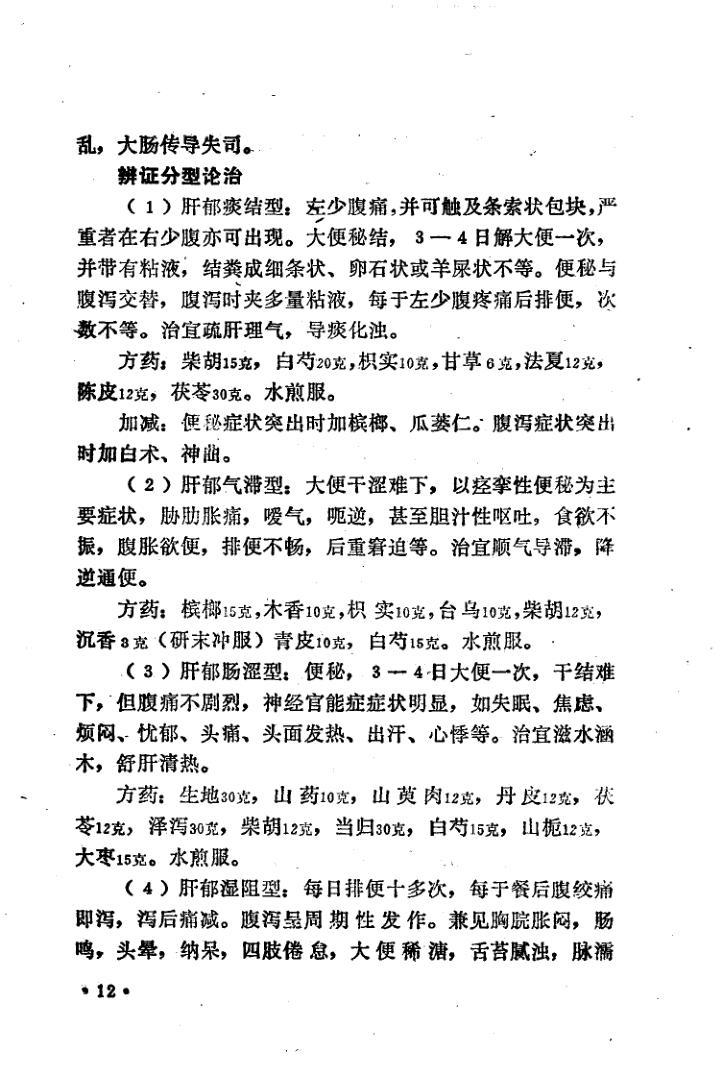 乱，大肠传导失司。
辨证分型论治
（1）肝郁痰结型：左少腹痛，并可触及条索状包块，严
重者在右少腹亦可出现。大便秘结，3—4日解大便一次，
并带有粘液，结粪成细条状、卵石状或羊屎状不等。便秘与
腹泻交替，腹泻时夹多量粘液，每于左少腹疼痛后排便，次
数不等。治宜疏肝理气，导痰化浊。
方药：柴胡15克，白芍20克，枳实10克，甘草6克，法夏12克，
陈皮12克，茯苓30克。水煎服。
加减：便秘症状突出时加槟榔、瓜蒌仁。腹泻症状突出
时加白术、神曲。
（2）肝郁气滞型：大便干涩难下，以痉挛性便秘为主
要症状，胁肋胀痛，嗳气，呃逆，甚至胆汁性呕吐，食欲不
振，腹胀欲便，排便不畅，后重窘迫等。治宜顺气导滞，降
逆通便。
方药：槟榔15克，木香10克，枳实10克，台乌10克，柴胡12克，
沉香3克（研末冲服）青皮10克，白芍15克。水煎服。
（3）肝郁肠涩型：便秘，3—4日大便一次，干结难
下，但腹痛不剧烈，神经官能症症状明显，如失眠、焦虑、
烦闷、忧郁、头痛、头面发热、出汗、心悸等。治宜滋水涵
木，舒肝清热。
方药：生地30克，山药10克，山萸肉12克，丹皮12克，茯
苓12克，泽泻30克，柴胡12克，当归30克，白芍15克，山栀12克，
大枣15克。水煎服。
（4）肝郁湿阻型：每日排便十多次，每于餐后腹绞痛
即泻，泻后痛减。腹泻呈周期性发作。兼见胸脘胀闷，肠
鸣，头晕，纳呆，四肢倦怠，大便稀溏，舌苔腻浊，脉濡
•12•